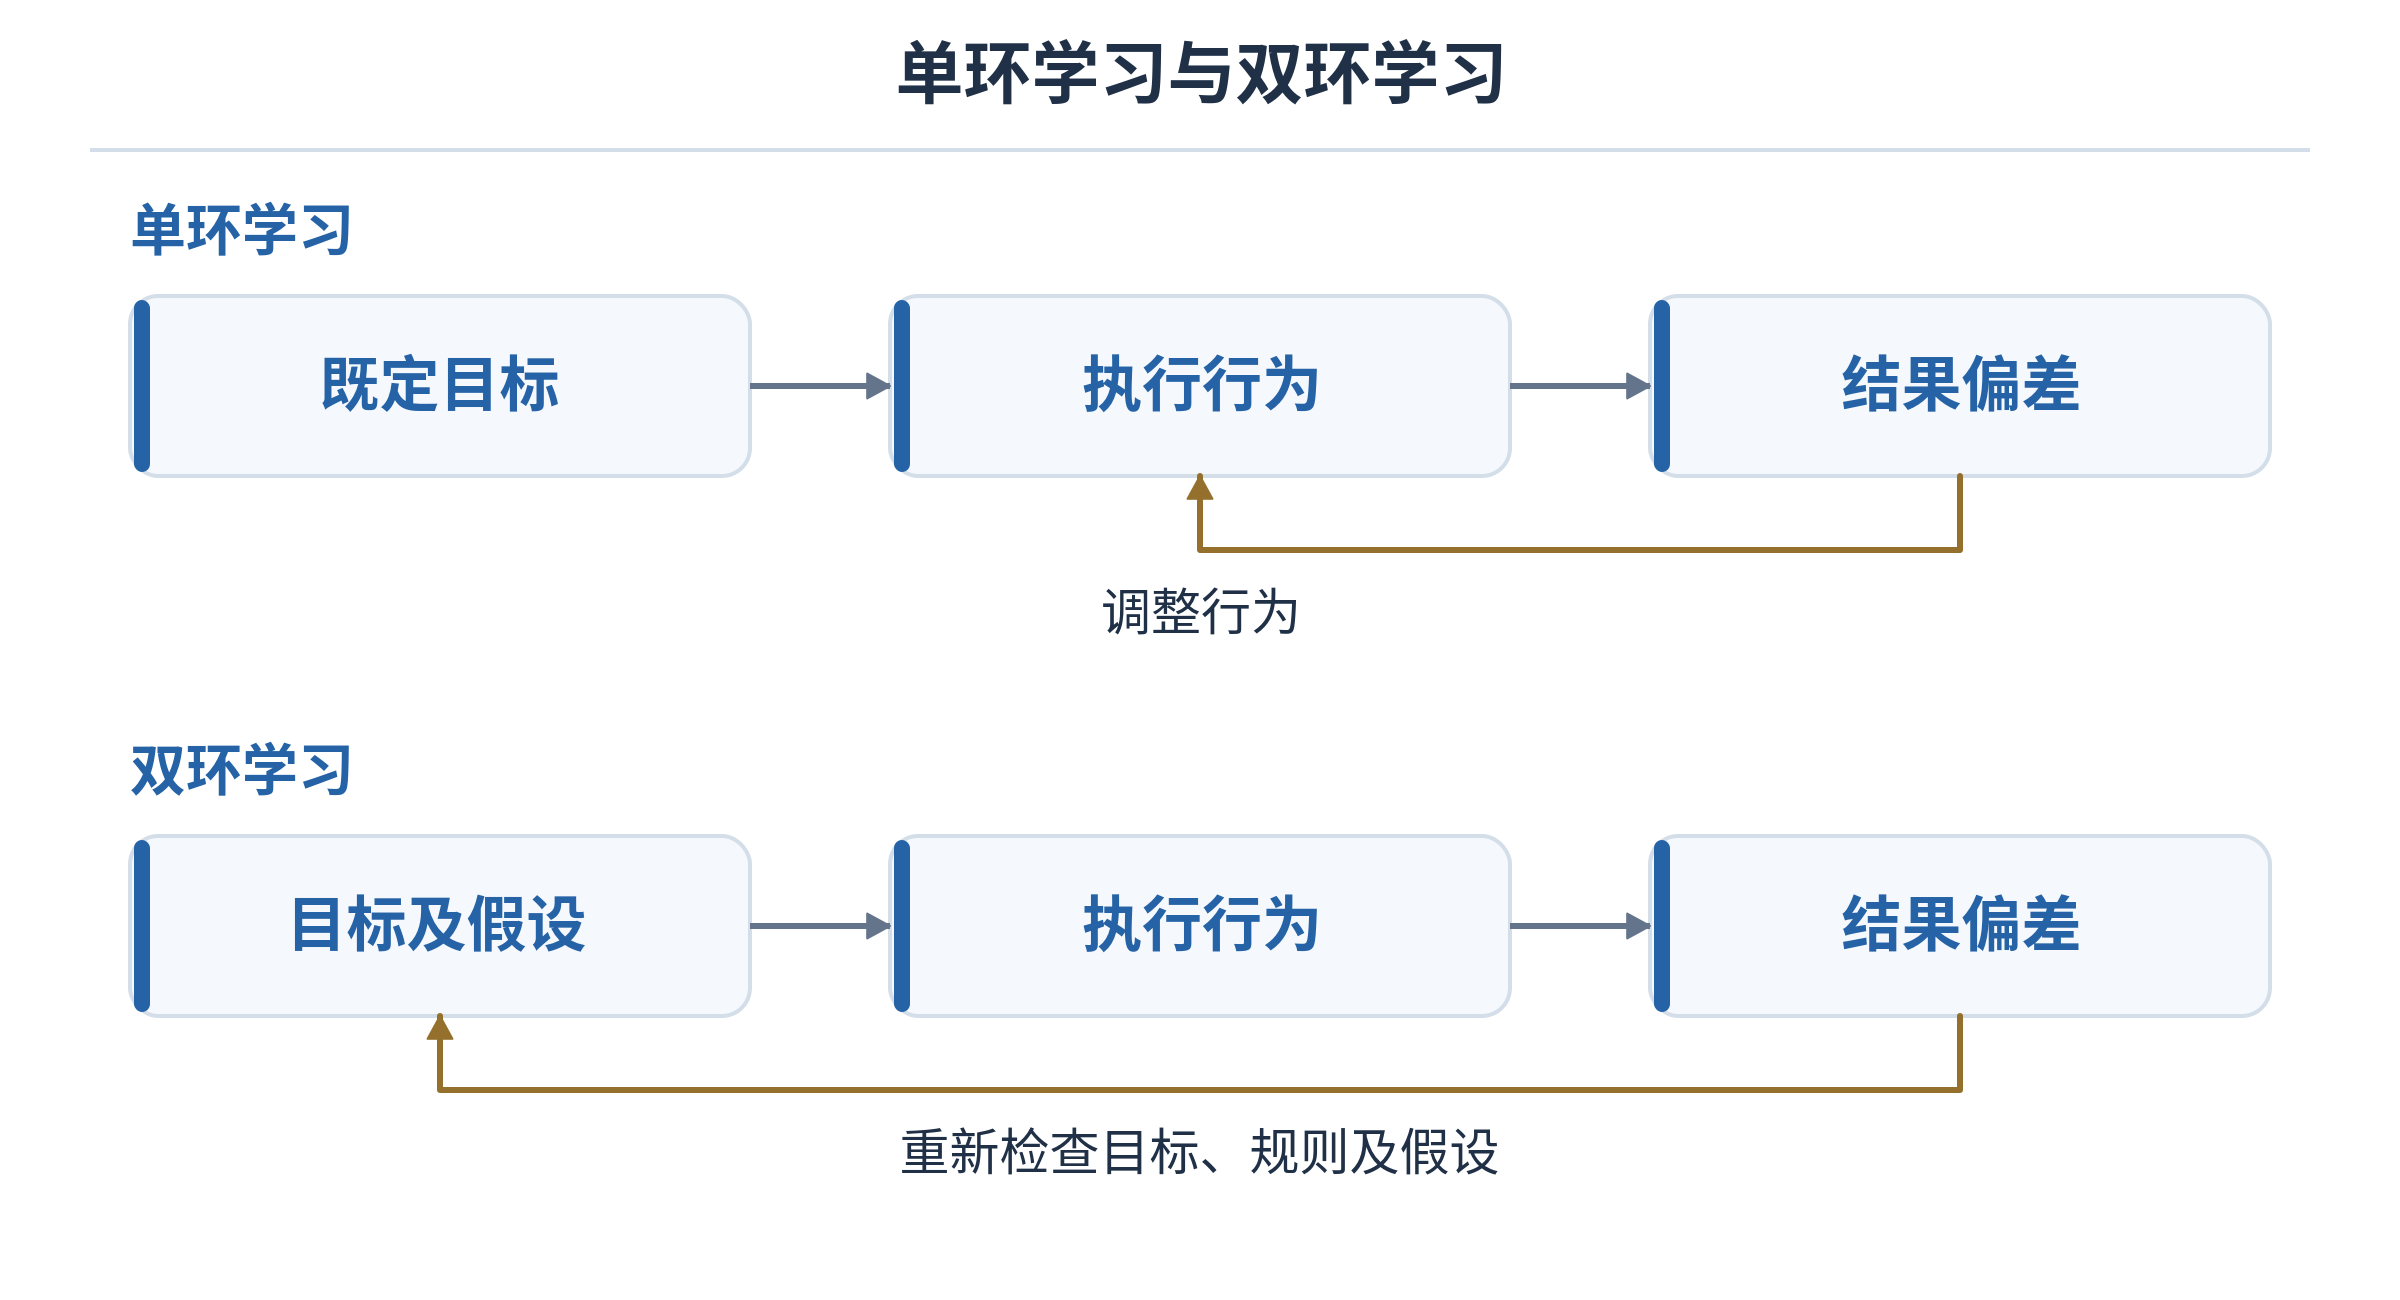 单环学习与双环学习
单环学习
既定目标
执行行为
结果偏差
调整行为
双环学习
目标及假设
执行行为
结果偏差
重新检查目标、规则及假设